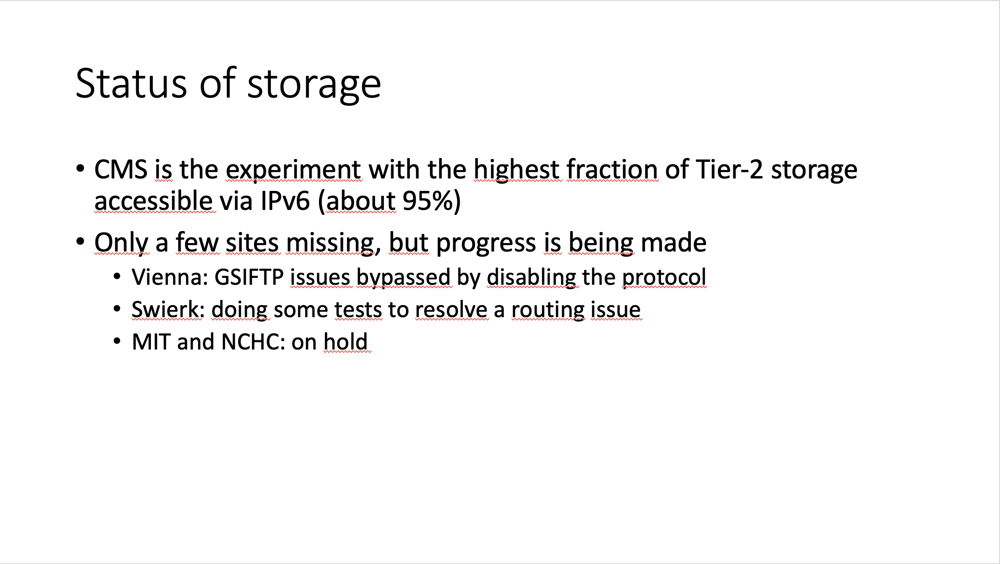 Status of storage
• CMS is the experiment with the highest fraction of Tier-2 storage
accessible via IPv6 (about 95%)
• Only a few sites missing, but progress is being made
• Vienna: GSIFTP issues bypassed by disabling the protocol
• Swierk: doing some tests to resolve a routing issue
• MIT and NCHC: on hold